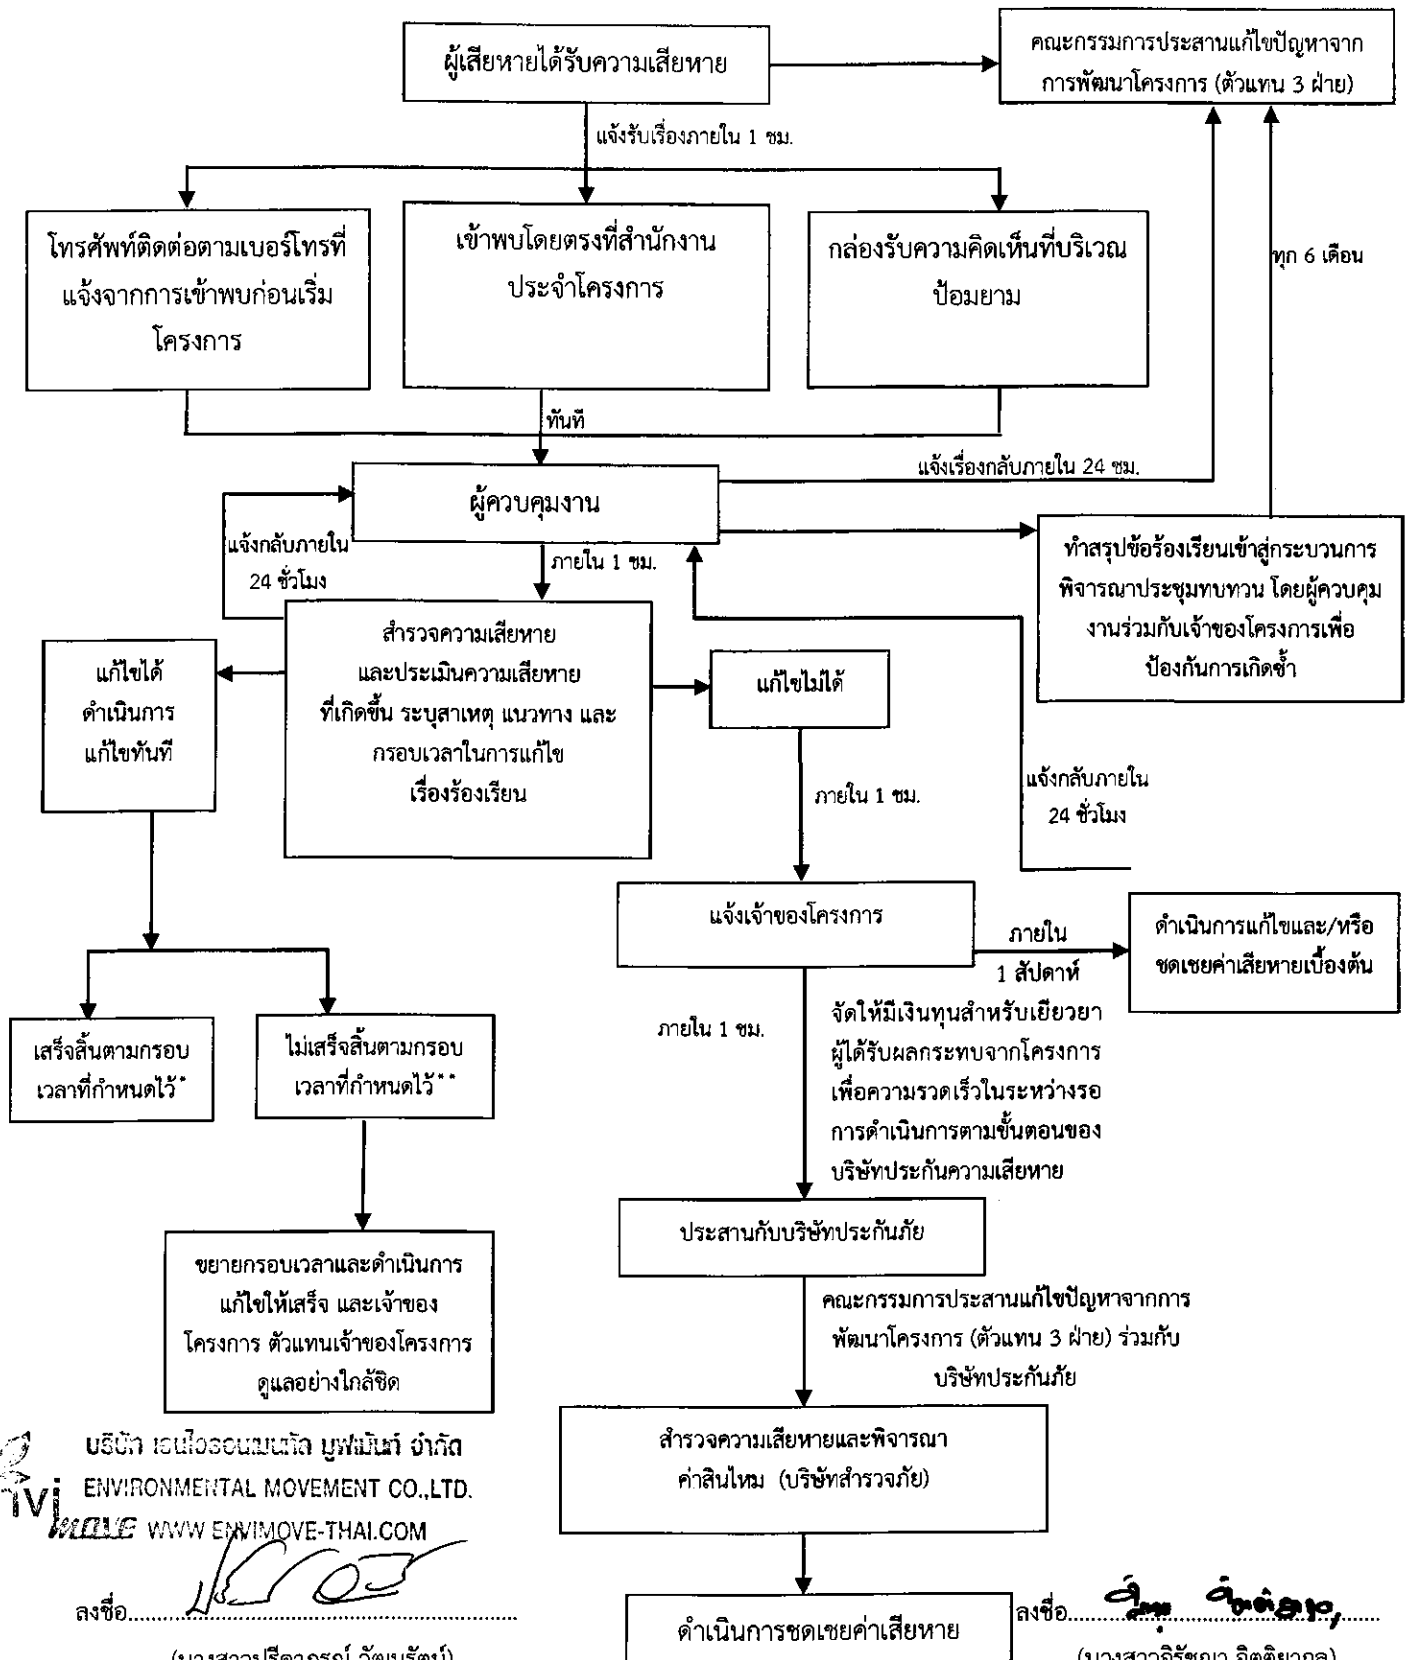 ผู้เสียหายได้รับความเสียหาย
คณะกรรมการประสานแก้ไขปัญหาจาก
การพัฒนาโครงการ (ตัวแทน 3 ฝ่าย)
แจ้งรับเรื่องภายใน 1 ชม.
โทรศัพท์ติดต่อตามเบอร์โทรที่
แจ้งจากการเข้าพบก่อนเริ่ม
โครงการ
เข้าพบโดยตรงที่สำนักงาน
ประจำโครงการ
กล่องรับความคิดเห็นที่บริเวณ
ป้อมยาม
ทุก 6 เดือน
ทันที
แจ้งเรื่องกลับภายใน 24 ชม.
ผู้ควบคุมงาน
แจ้งกลับภายใน
24 ชั่วโมง
ภายใน 1 ชม.
ทำสรุปข้อร้องเรียนเข้าสู่กระบวนการ
พิจารณาประชุมทบทวน โดยผู้ควบคุม
งานร่วมกับเจ้าของโครงการเพื่อ
ป้องกันการเกิดซ้ำ
แก้ไขได้
ดำเนินการ
แก้ไขทันที
สำรวจความเสียหาย
และประเมินความเสียหาย
ที่เกิดขึ้น ระบุสาเหตุ แนวทาง และ
กรอบเวลาในการแก้ไข
เรื่องร้องเรียน
แก้ไขไม่ได้
ภายใน 1 ชม.
แจ้งกลับภายใน
24 ชั่วโมง
แจ้งเจ้าของโครงการ
ภายใน
1 สัปดาห์
ดำเนินการแก้ไขและ/หรือ
ชดเชยค่าเสียหายเบื้องต้น
เสร็จสิ้นตามกรอบ
เวลาที่กำหนดไว้*
ไม่เสร็จสิ้นตามกรอบ
เวลาที่กำหนดไว้**
ภายใน 1 ชม.
จัดให้มีเงินทุนสำหรับเยียวยา
ผู้ได้รับผลกระทบจากโครงการ
เพื่อความรวดเร็วในระหว่างรอ
การดำเนินการตามขั้นตอนของ
บริษัทประกันความเสียหาย
ประสานกับบริษัทประกันภัย
ขยายกรอบเวลาและดำเนินการ
แก้ไขให้เสร็จ และเจ้าของ
โครงการ ตัวแทนเจ้าของโครงการ
ดูแลอย่างใกล้ชิด
คณะกรรมการประสานแก้ไขปัญหาจากการ
พัฒนาโครงการ (ตัวแทน 3 ฝ่าย) ร่วมกับ
บริษัทประกันภัย
สำรวจความเสียหายและพิจารณา
ค่าสินไหม (บริษัทสำรวจภัย)
บริษัท เอนไวรอนเมนทัล มูฟเม้นท์ จำกัด
ENVIRONMENTAL MOVEMENT CO.,LTD.
MOVE WWW ENVIMOVE-THAI.COM
ลงชื่อ
ดำเนินการชดเชยค่าเสียหาย
ลงชื่อ